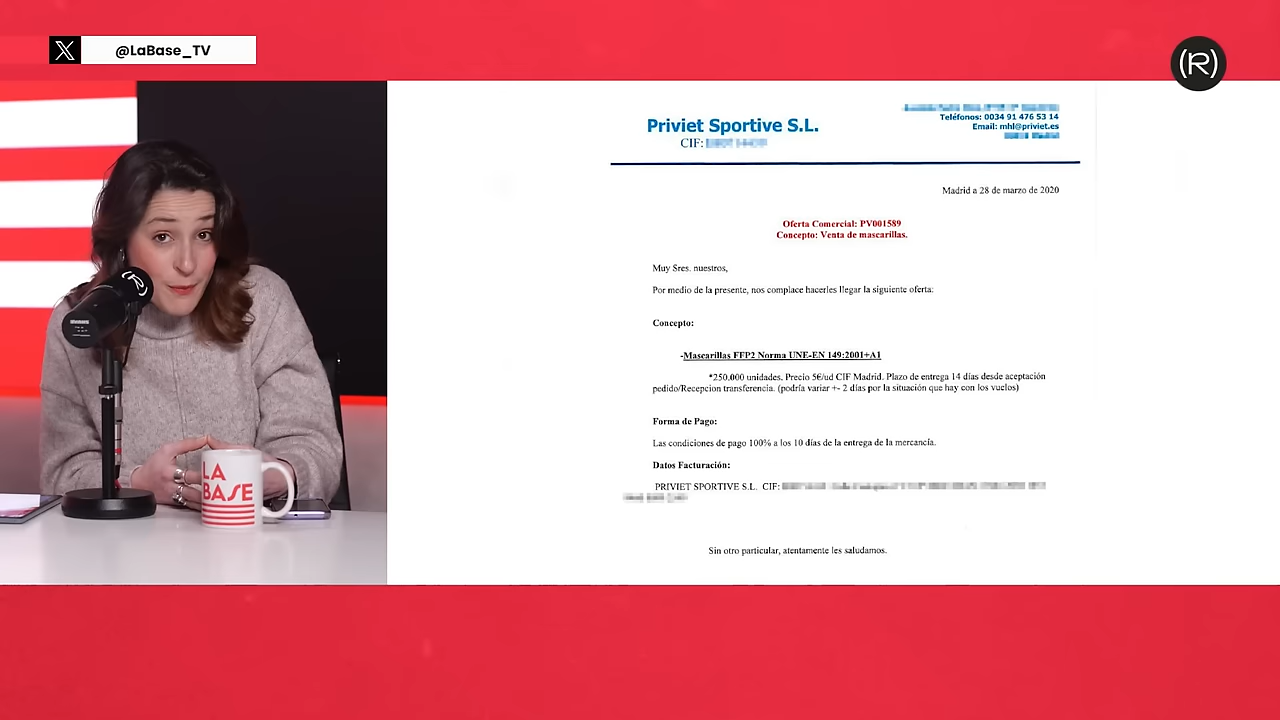 @LaBase_TV
(R)
Priviet Sportive S.L.
CIF:
Teléfonos: 0034 91 476 53 14
Email: mhl@priviet.es
Madrid a 28 de marzo de 2020
Oferta Comercial: PV001589
Concepto: Venta de mascarillas.
Muy Sres. nuestros,
Por medio de la presente, nos complace hacerles llegar la siguiente oferta:
Concepto:
-Mascarillas FFP2 Norma UNE-EN 149:2001+A1
*250.000 unidades. Precio 5€/ud CIF Madrid. Plazo de entrega 14 días desde aceptación
pedido/Recepcion transferencia. (podría variar +- 2 días por la situación que hay con los vuelos)
Forma de Pago:
Las condiciones de pago 100% a los 10 días de la entrega de la mercancía.
Datos Facturación:
PRIVIET SPORTIVE S.L. CIF:
Sin otro particular, atentamente les saludamos.
(R)
LA
BASE